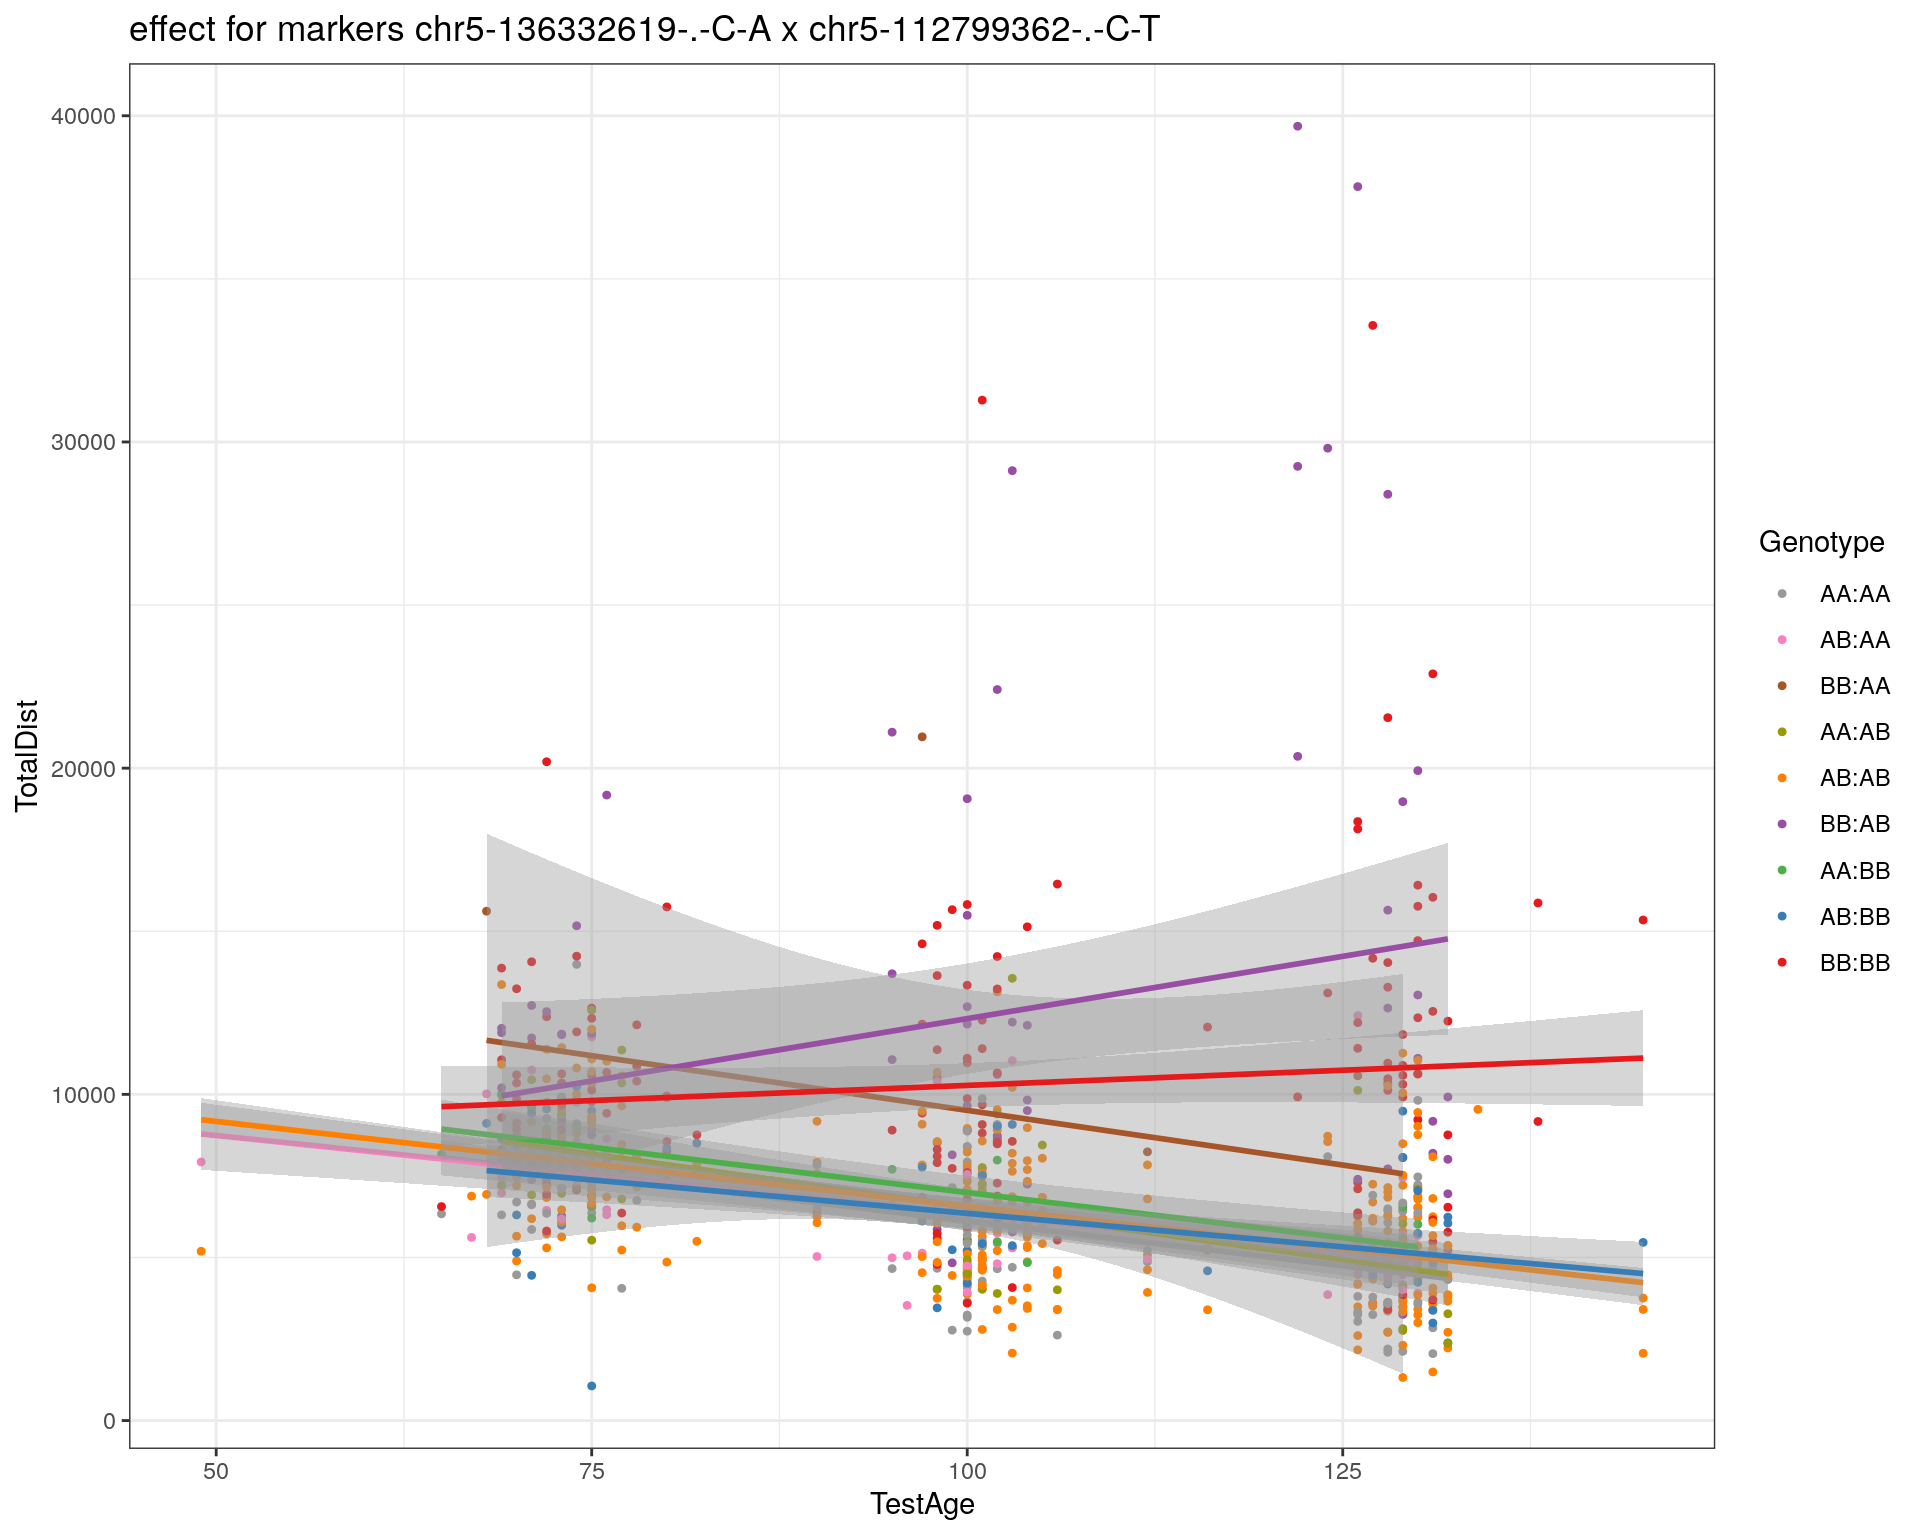 effect for markers chr5-136332619-.-C-A x chr5-112799362-.-C-T
40000
30000
20000
10000
0
TotalDist
50
75
100
125
TestAge
Genotype
AA:AA
AB:AA
BB:AA
AA:AB
AB:AB
BB:AB
AA:BB
AB:BB
BB:BB